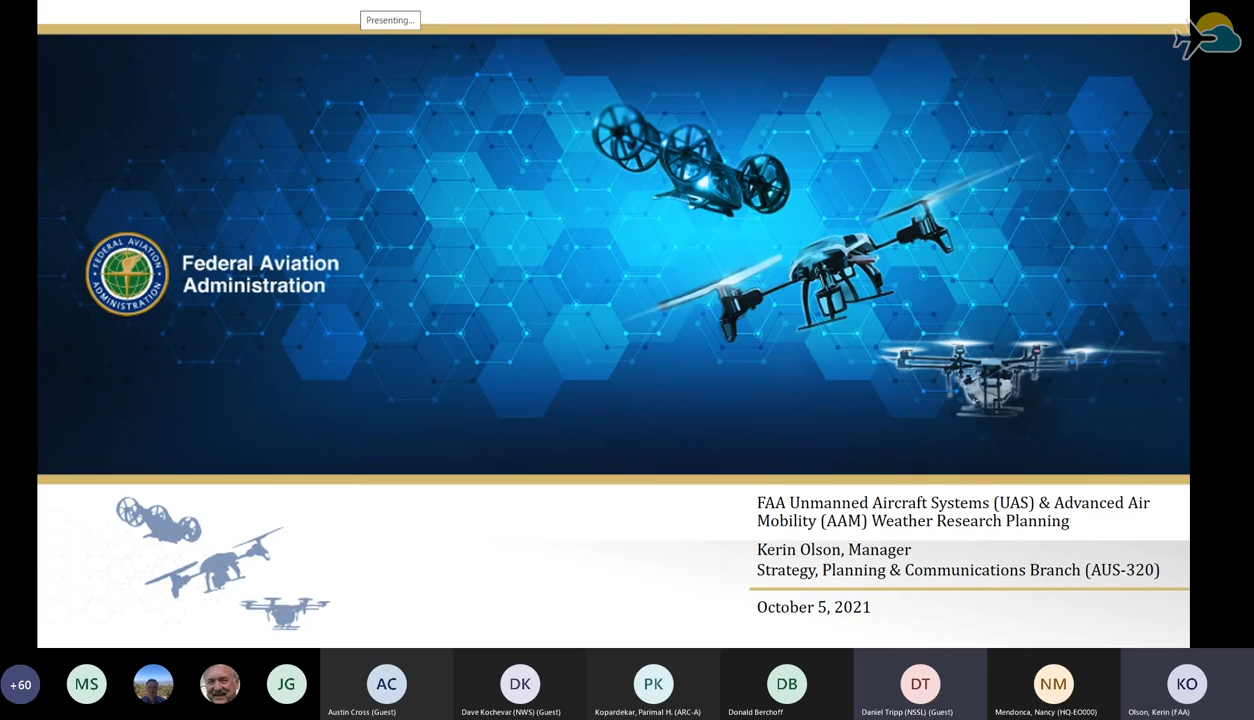 Presenting...
FEDERAL AVIATION
ADMINISTRATION
Federal Aviation
Administration
FAA Unmanned Aircraft Systems (UAS) & Advanced Air
Mobility (AAM) Weather Research Planning
Kerin Olson, Manager
Strategy, Planning & Communications Branch (AUS-320)
October 5, 2021
+60
MS
JG
AC
DK
PK
DB
DT
NM
KO
Austin Cross (Guest)
Dave Kochevar (NWS) (Guest)
Kopardekar, Parimal H. (ARC-A)
Donald Berchoff
Daniel Tripp (NSSL) (Guest)
Mendonca, Nancy (HQ-EO000)
Olson, Kerin (FAA)